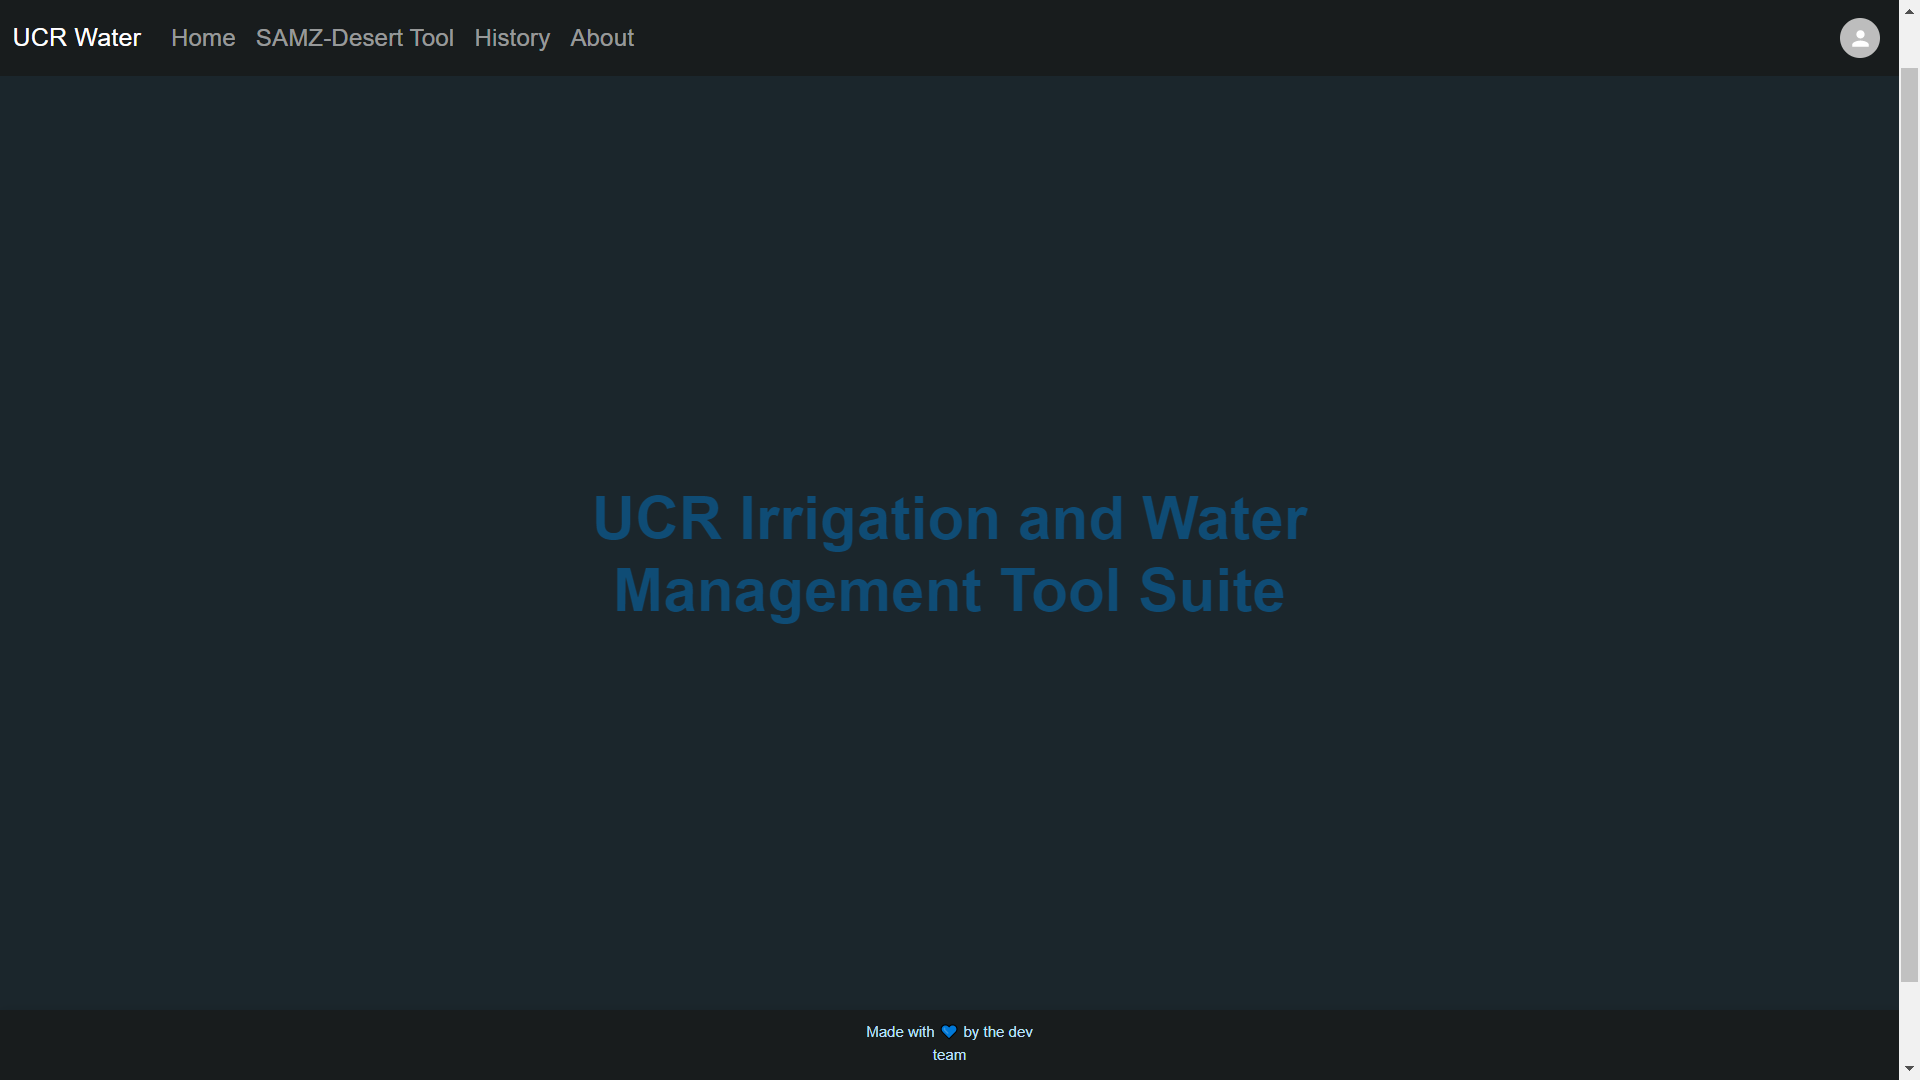 UCR Water Home SAMZ-Desert Tool History About
UCR Irrigation and Water
Management Tool Suite
Made with 💙 by the dev
team